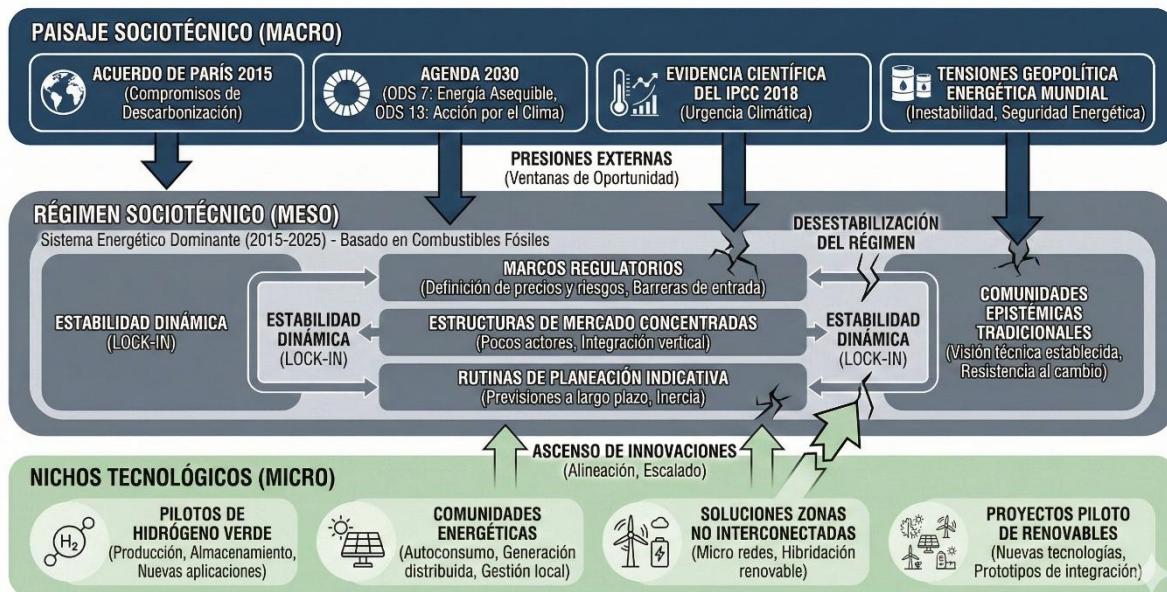 PAISAJE SOCIOTÉCNICO (MACRO)
ACUERDO DE PARÍS 2015
(Compromisos de
Descarbonización)
AGENDA 2030
(ODS 7: Energía Asequible,
ODS 13: Acción por el Clima)
EVIDENCIA CIENTÍFICA
DEL IPCC 2018
(Urgencia Climática)
TENSIONES GEOPOLÍTICA
ENERGÉTICA MUNDIAL
(Inestabilidad, Seguridad Energética)
PRESIONES EXTERNAS
(Ventanas de Oportunidad)
RÉGIMEN SOCIOTÉCNICO (MESO)
Sistema Energético Dominante (2015-2025) - Basado en Combustibles Fósiles
DESESTABILIZACIÓN
DEL RÉGIMEN
ESTABILIDAD DINÁMICA
(LOCK-IN)
ESTABILIDAD
DINÁMICA
(LOCK-IN)
MARCOS REGULATORIOS
(Definición de precios y riesgos, Barreras de entrada)
ESTRUCTURAS DE MERCADO CONCENTRADAS
(Pocos actores, Integración vertical)
RUTINAS DE PLANEACIÓN INDICATIVA
(Previsiones a largo plazo, Inercia)
ESTABILIDAD
DINÁMICA
(LOCK-IN)
COMUNIDADES
EPISTÉMICAS
TRADICIONALES
(Visión técnica establecida,
Resistencia al cambio)
ASCENSO DE INNOVACIONES
(Alineación, Escalado)
NICHOS TECNOLÓGICOS (MICRO)
H2
PILOTOS DE
HIDRÓGENO VERDE
(Producción, Almacenamiento,
Nuevas aplicaciones)
COMUNIDADES
ENERGÉTICAS
(Autoconsumo, Generación
distribuida, Gestión local)
SOLUCIONES ZONAS
NO INTERCONECTADAS
(Micro redes, Hibridación
renovable)
PROYECTOS PILOTO
DE RENOVABLES
(Nuevas tecnologías,
Prototipos de integración)